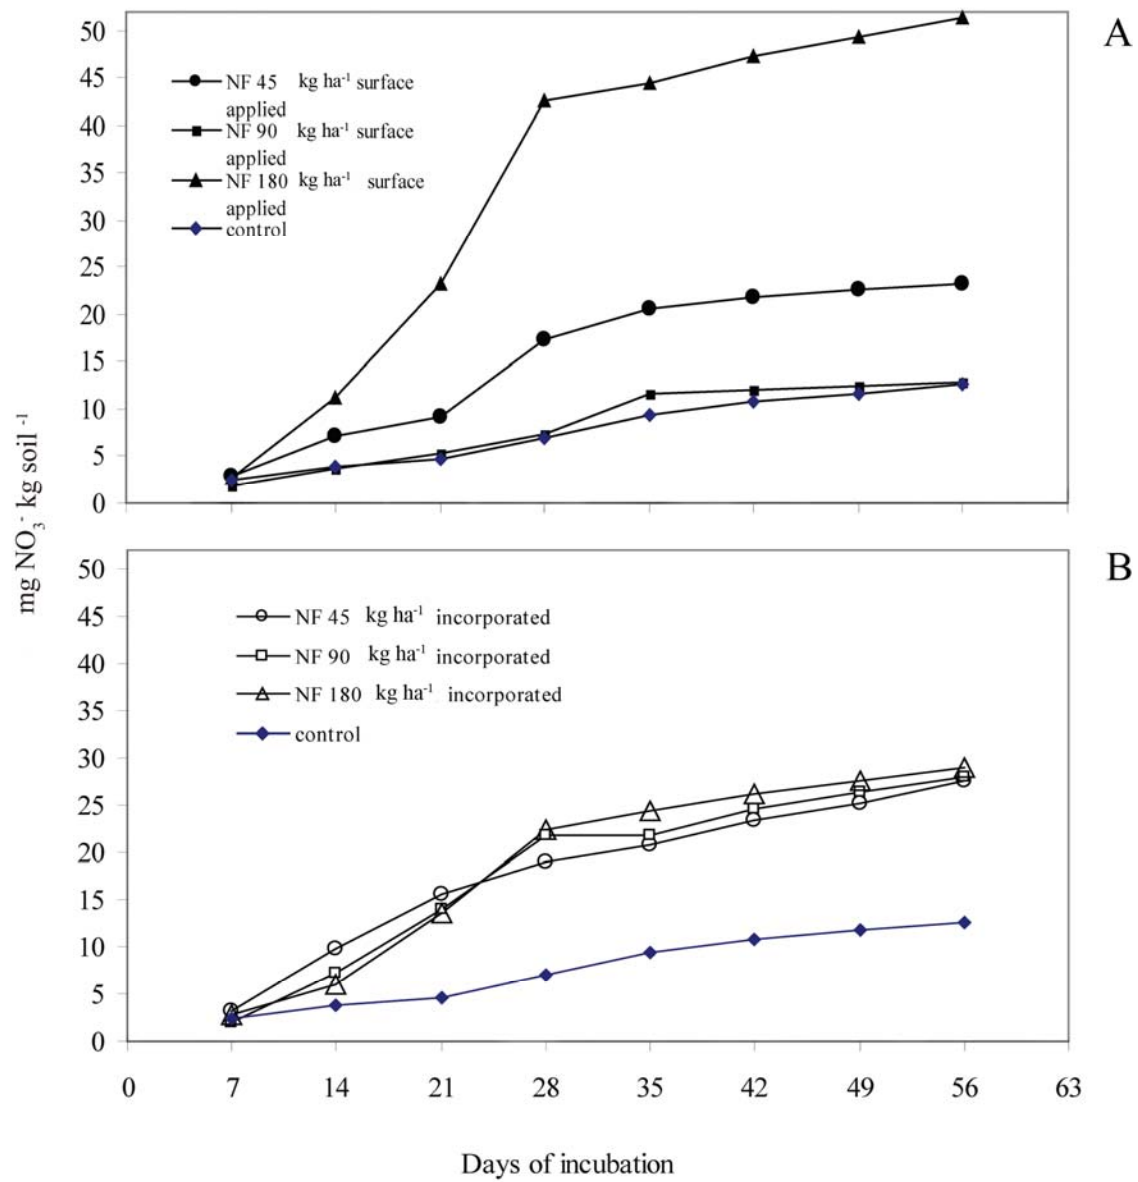 A
50
45
40
35
30
25
20
15
10
5
0
NF 45 kg ha⁻¹ surface
applied
NF 90 kg ha⁻¹ surface
applied
NF 180 kg ha⁻¹ surface
applied
control
mg NO₃⁻ kg soil ⁻¹
B
50
45
40
35
30
25
20
15
10
5
0
NF 45 kg ha⁻¹ incorporated
NF 90 kg ha⁻¹ incorporated
NF 180 kg ha⁻¹ incorporated
control
0 7 14 21 28 35 42 49 56 63
Days of incubation